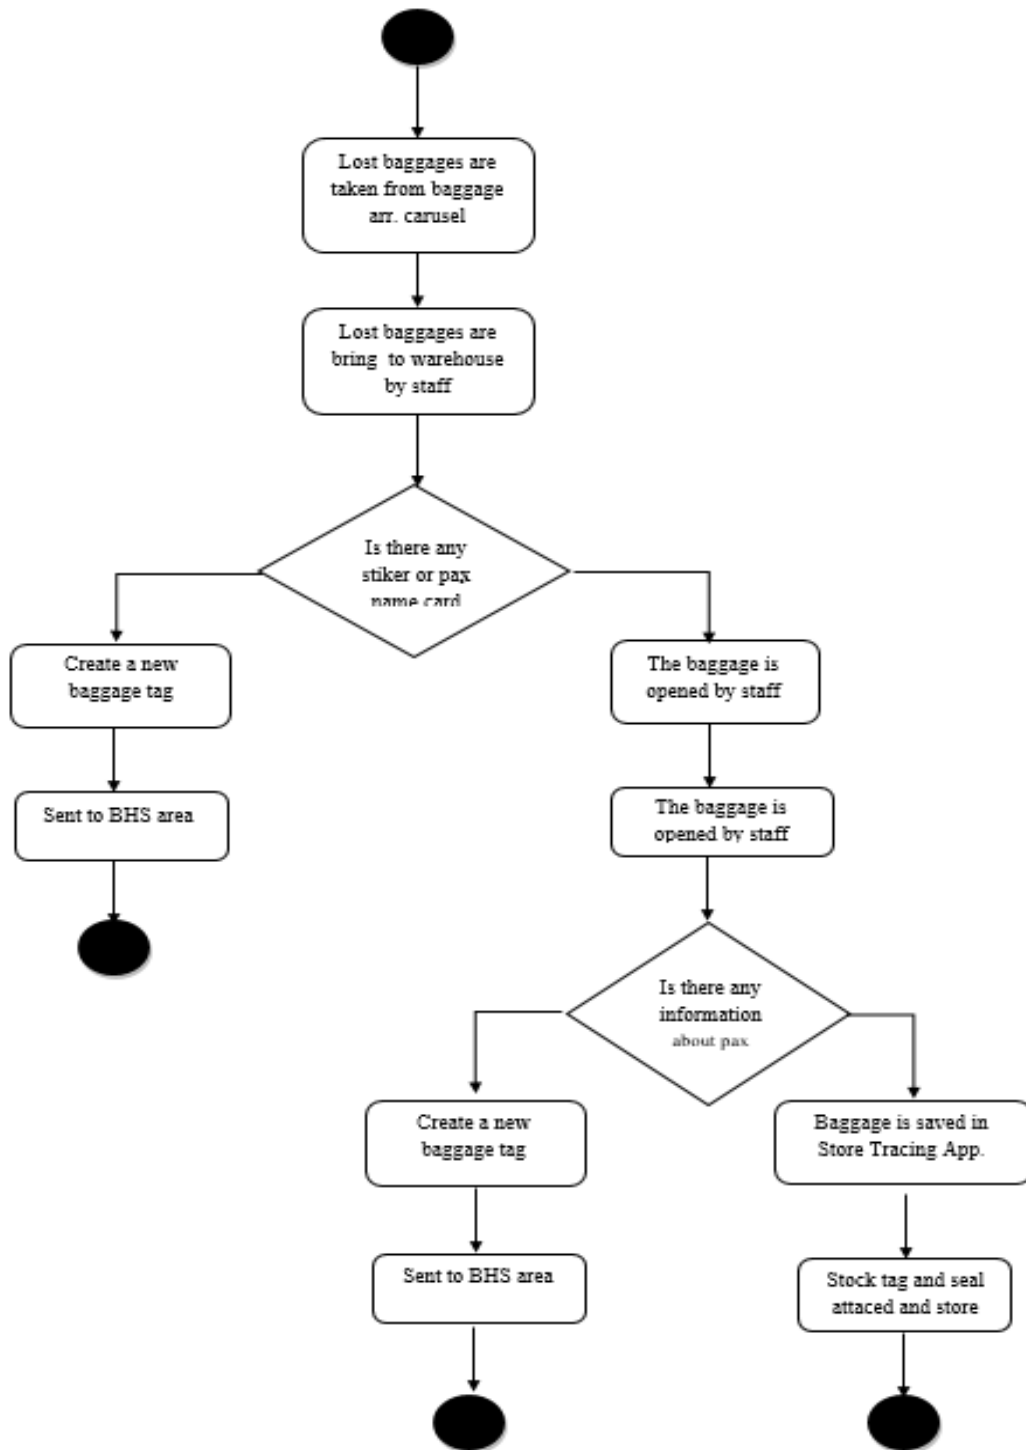 Lost baggages are
taken from baggage
arr. carusel
Lost baggages are
bring to warehouse
by staff
Is there any
stiker or pax
name card
Create a new
baggage tag
Sent to BHS area
The baggage is
opened by staff
The baggage is
opened by staff
Is there any
information
about pax
Create a new
baggage tag
Sent to BHS area
Baggage is saved in
Store Tracing App.
Stock tag and seal
attaced and store